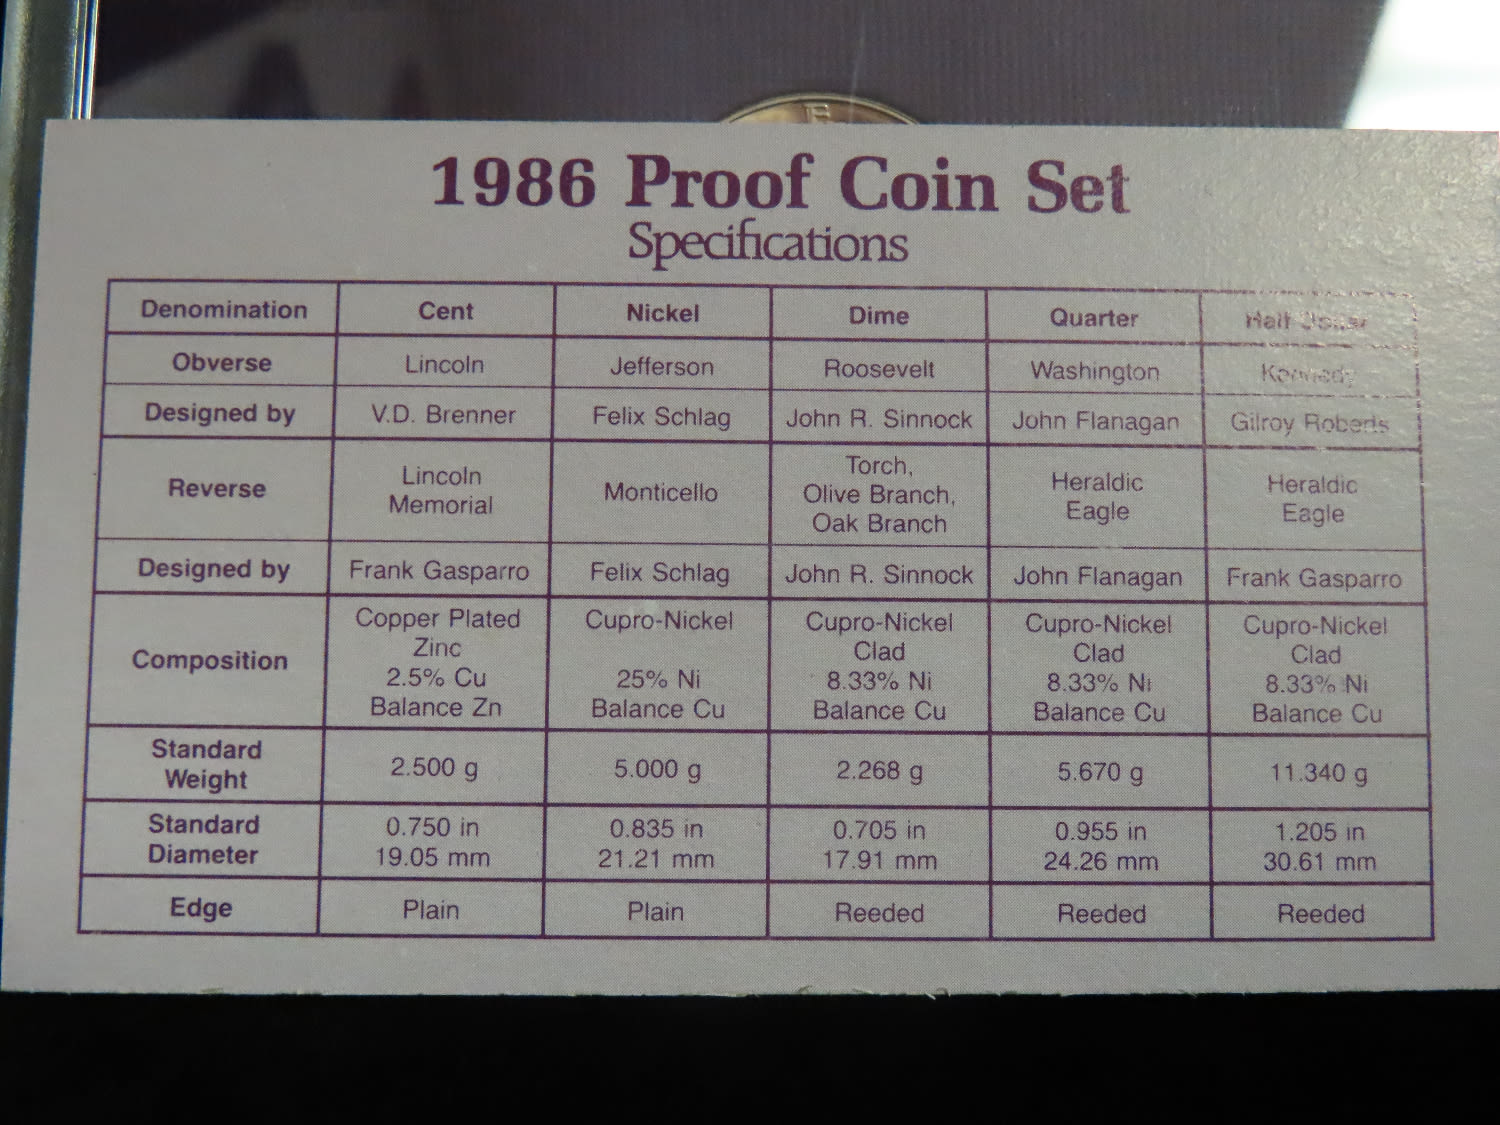 1986 Proof Coin Set
Specifications
Denomination Cent Nickel Dime Quarter Half Dollar
Obverse Lincoln Jefferson Roosevelt Washington Kennedy
Designed by V.D. Brenner Felix Schlag John R. Sinnock John Flanagan Gilroy Roberts
Reverse Lincoln Memorial Monticello Torch, Olive Branch, Oak Branch Heraldic Eagle Heraldic Eagle
Designed by Frank Gasparro Felix Schlag John R. Sinnock John Flanagan Frank Gasparro
Composition Copper Plated Zinc 2.5% Cu Balance Zn Cupro-Nickel 25% Ni Balance Cu Cupro-Nickel Clad 8.33% Ni Balance Cu Cupro-Nickel Clad 8.33% Ni Balance Cu Cupro-Nickel Clad 8.33% Ni Balance Cu
Standard Weight 2.500 g 5.000 g 2.268 g 5.670 g 11.340 g
Standard Diameter 0.750 in 19.05 mm 0.835 in 21.21 mm 0.705 in 17.91 mm 0.955 in 24.26 mm 1.205 in 30.61 mm
Edge Plain Plain Reeded Reeded Reeded